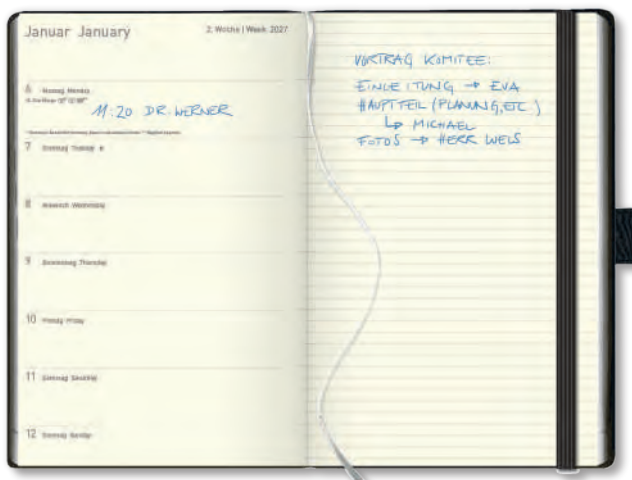 Januar January
2. Woche | Week 2027
6 Montag Monday
11:20 DR. WERNER
7 Dienstag Tuesday
8 Mittwoch Wednesday
9 Donnerstag Thursday
10 Freitag Friday
11 Samstag Saturday
12 Sonntag Sunday
VORTRAG KOMITEE:
EINLEITUNG → EVA
HAUPTTEIL (PLANUNG, ETC.)
↳ MICHAEL
FOTOS → HERR WEIS